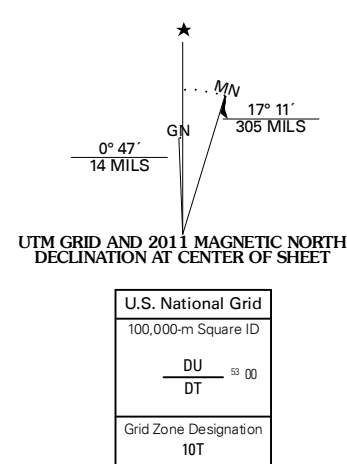 ★
MN
17° 11´
305 MILS
GN
0° 47´
14 MILS
UTM GRID AND 2011 MAGNETIC NORTH
DECLINATION AT CENTER OF SHEET
U.S. National Grid
100,000-m Square ID
DU
53 00
DT
Grid Zone Designation
10T